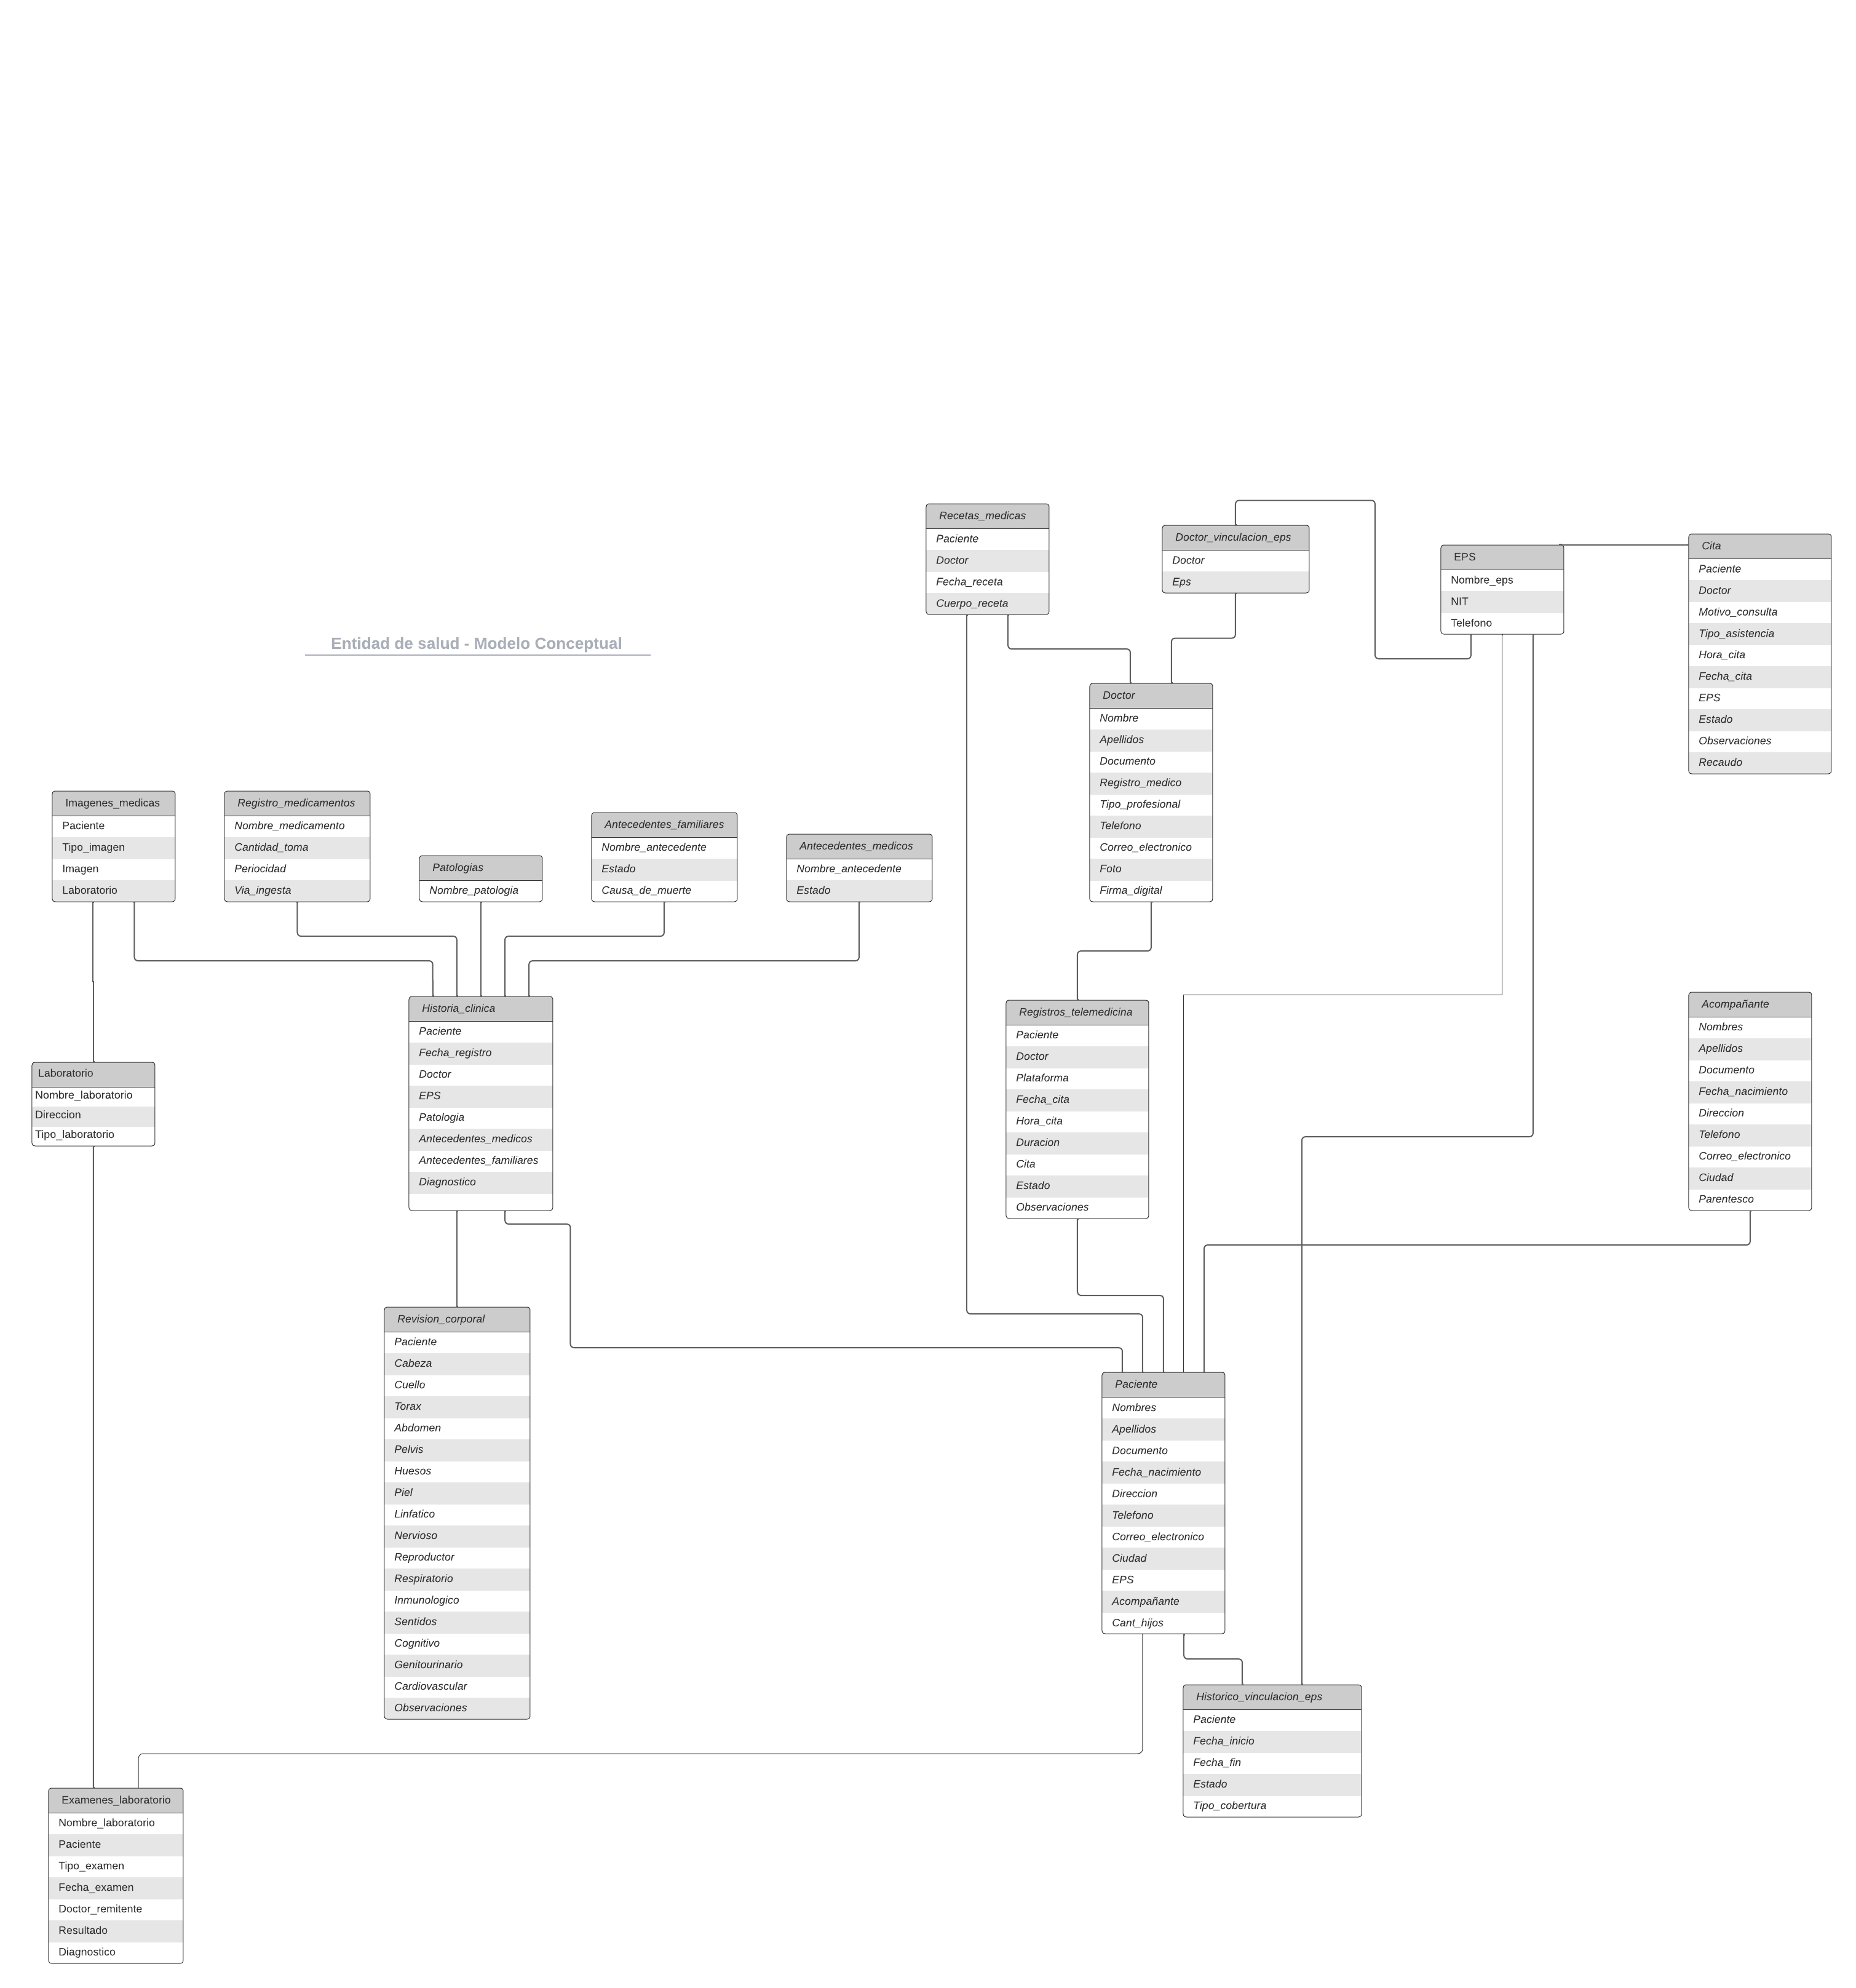 Entidad de salud - Modelo Conceptual
Recetas_medicas
Paciente
Doctor
Fecha_receta
Cuerpo_receta
Doctor_vinculacion_eps
Doctor
Eps
EPS
Nombre_eps
NIT
Telefono
Cita
Paciente
Doctor
Motivo_consulta
Tipo_asistencia
Hora_cita
Fecha_cita
EPS
Estado
Observaciones
Recaudo
Doctor
Nombre
Apellidos
Documento
Registro_medico
Tipo_profesional
Telefono
Correo_electronico
Foto
Firma_digital
Imagenes_medicas
Paciente
Tipo_imagen
Imagen
Laboratorio
Registro_medicamentos
Nombre_medicamento
Cantidad_toma
Periocidad
Via_ingesta
Patologias
Nombre_patologia
Antecedentes_familiares
Nombre_antecedente
Estado
Causa_de_muerte
Antecedentes_medicos
Nombre_antecedente
Estado
Laboratorio
Nombre_laboratorio
Direccion
Tipo_laboratorio
Historia_clinica
Paciente
Fecha_registro
Doctor
EPS
Patologia
Antecedentes_medicos
Antecedentes_familiares
Diagnostico
Registros_telemedicina
Paciente
Doctor
Plataforma
Fecha_cita
Hora_cita
Duracion
Cita
Estado
Observaciones
Acompañante
Nombres
Apellidos
Documento
Fecha_nacimiento
Direccion
Telefono
Correo_electronico
Ciudad
Parentesco
Revision_corporal
Paciente
Cabeza
Cuello
Torax
Abdomen
Pelvis
Huesos
Piel
Linfatico
Nervioso
Reproductor
Respiratorio
Inmunologico
Sentidos
Cognitivo
Genitourinario
Cardiovascular
Observaciones
Paciente
Nombres
Apellidos
Documento
Fecha_nacimiento
Direccion
Telefono
Correo_electronico
Ciudad
EPS
Acompañante
Cant_hijos
Historico_vinculacion_eps
Paciente
Fecha_inicio
Fecha_fin
Estado
Tipo_cobertura
Examenes_laboratorio
Nombre_laboratorio
Paciente
Tipo_examen
Fecha_examen
Doctor_remitente
Resultado
Diagnostico